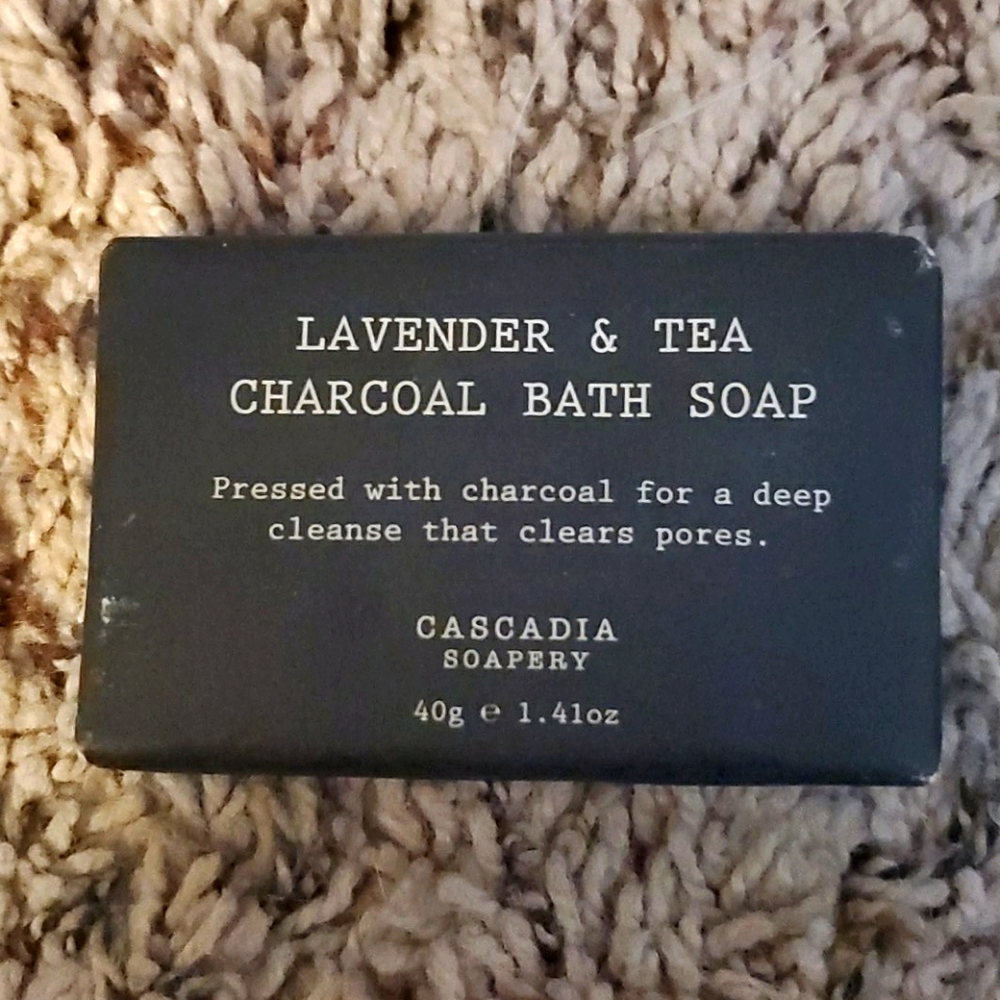 LAVENDER & TEA
CHARCOAL BATH SOAP
Pressed with charcoal for a deep
cleanse that clears pores.
CASCADIA
SOAPERY
40g ℮ 1.41oz